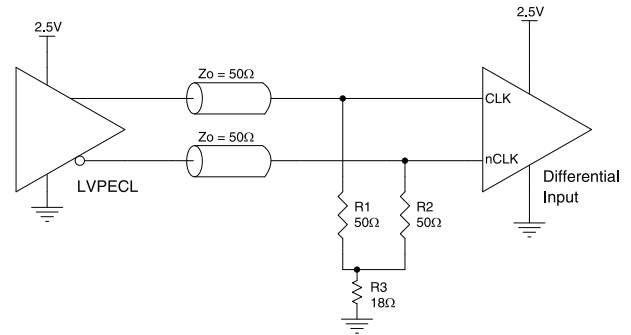 2.5V
2.5V
Zo = 50Ω
CLK
Zo = 50Ω
nCLK
LVPECL
Differential
Input
R1
50Ω
R2
50Ω
R3
18Ω